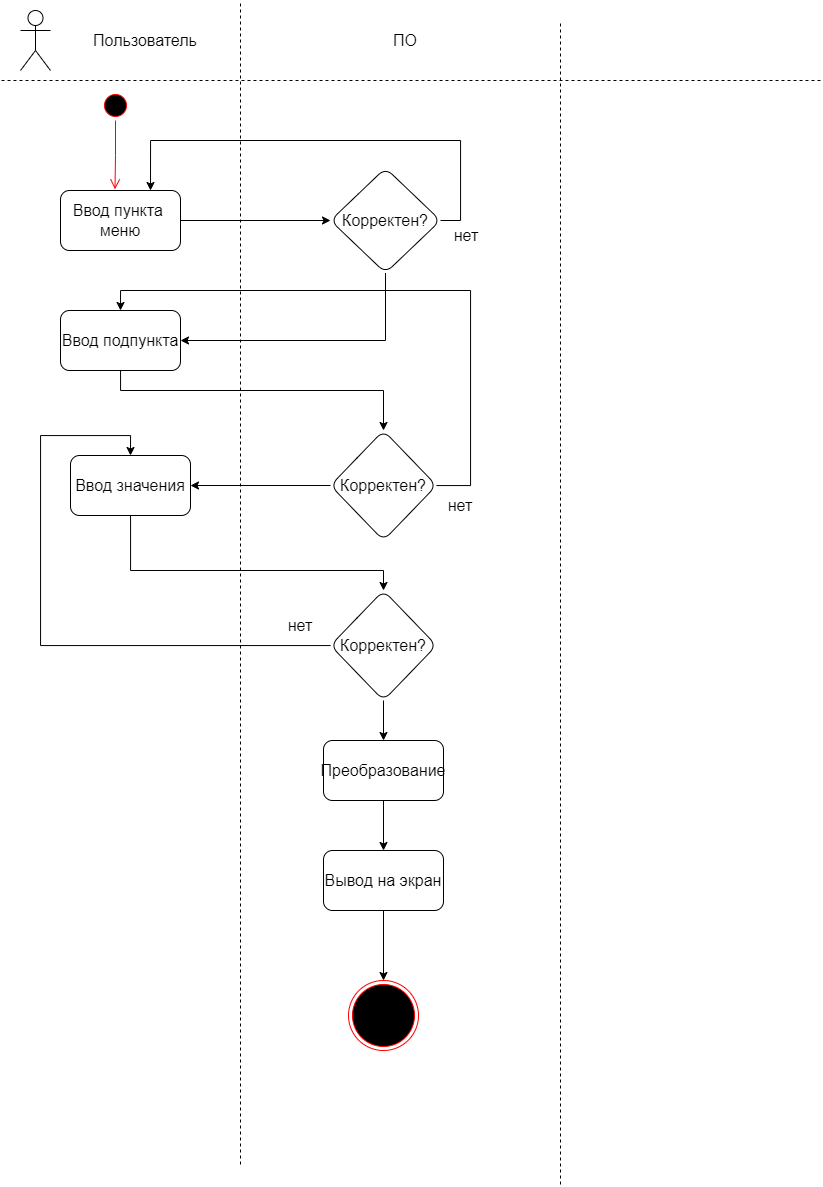 Пользователь
ПО
Ввод пункта
меню
Корректен?
нет
Ввод подпункта
Ввод значения
Корректен?
нет
нет
Корректен?
Преобразование
Вывод на экран